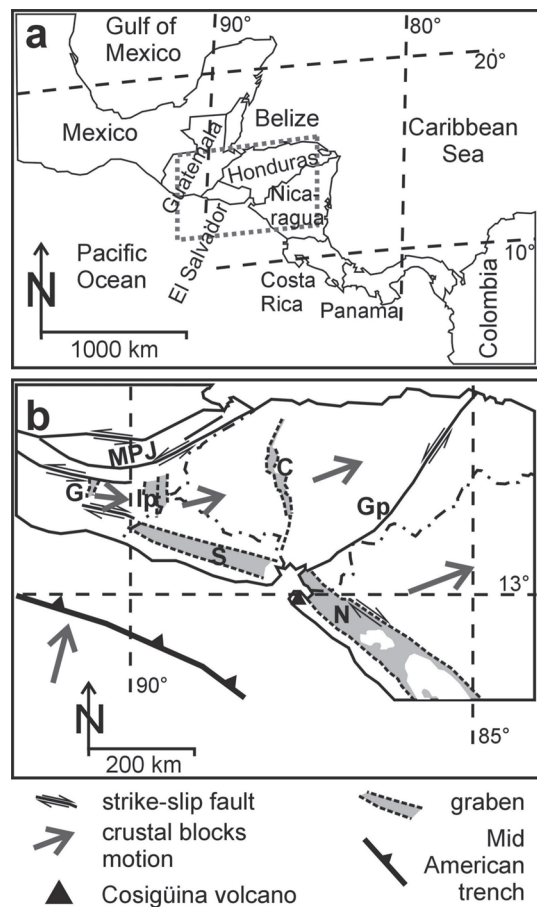 a
Gulf of
Mexico
90°
80°
20°
Mexico
Belize
Caribbean
Sea
Guatemala
Honduras
Nica-
ragua
El Salvador
Pacific
Ocean
N
10°
Costa
Rica
Panama
Colombia
1000 km
b
MPJ
G
Ip
C
Gp
S
13°
N
90°
N
85°
200 km
strike-slip fault
graben
crustal blocks
motion
Mid
American
trench
Cosigüina volcano